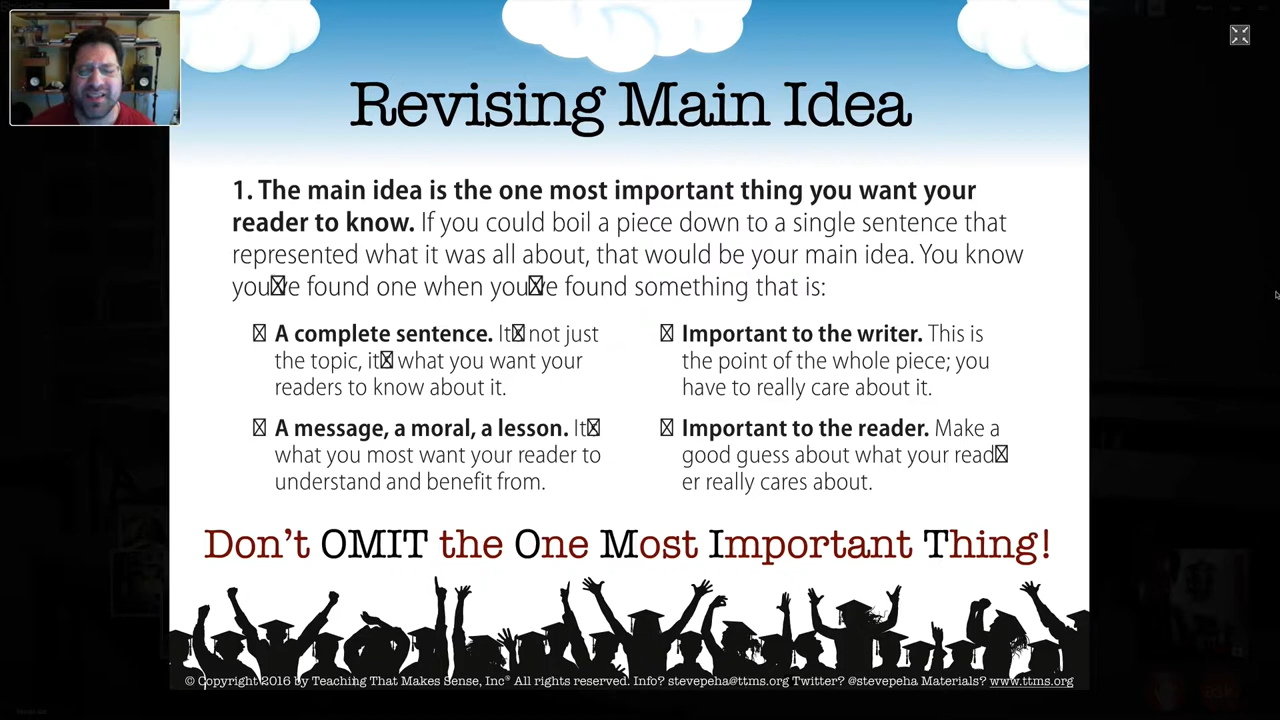 Revising Main Idea
1. The main idea is the one most important thing you want your
reader to know. If you could boil a piece down to a single sentence that
represented what it was all about, that would be your main idea. You know
you☒ve found one when you☒ve found something that is:
☒ A complete sentence. It☒ not just
the topic, it☒ what you want your
readers to know about it.
☒ A message, a moral, a lesson. It☒
what you most want your reader to
understand and benefit from.
☒ Important to the writer. This is
the point of the whole piece; you
have to really care about it.
☒ Important to the reader. Make a
good guess about what your read☒
er really cares about.
Don't OMIT the One Most Important Thing!
© Copyright 2016 by Teaching That Makes Sense, Inc® All rights reserved. Info? stevepeha@ttms.org Twitter? @stevepeha Materials? www.ttms.org